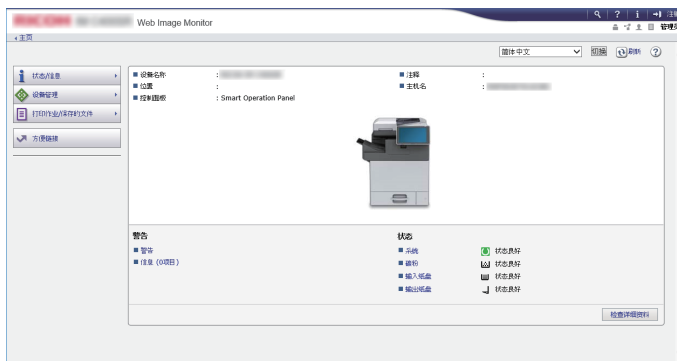 Web Image Monitor
主页
简体中文
切换
刷新
状态/信息
设备管理
打印作业/保存的文件
方便链接
设备名称 :
位置 :
控制面板 : Smart Operation Panel
注释 :
主机名 :
警告
警告
信息 (0项目)
状态
系统 状态良好
碳粉 状态良好
输入纸盘 状态良好
输出纸盘 状态良好
检查详细资料